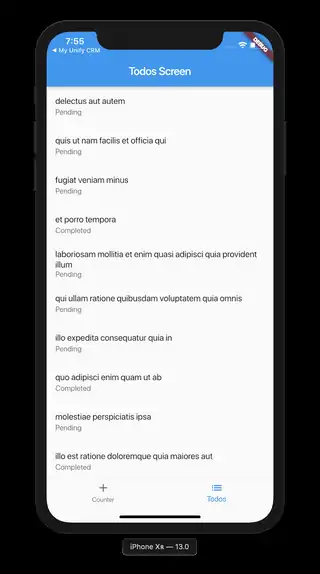 7:55
◀ My Unify CRM
DEBUG
Todos Screen
delectus aut autem
Pending
quis ut nam facilis et officia qui
Pending
fugiat veniam minus
Pending
et porro tempora
Completed
laboriosam mollitia et enim quasi adipisci quia provident
illum
Pending
qui ullam ratione quibusdam voluptatem quia omnis
Pending
illo expedita consequatur quia in
Pending
quo adipisci enim quam ut ab
Completed
molestiae perspiciatis ipsa
Pending
illo est ratione doloremque quia maiores aut
Completed
Counter
Todos
iPhone Xʀ — 13.0